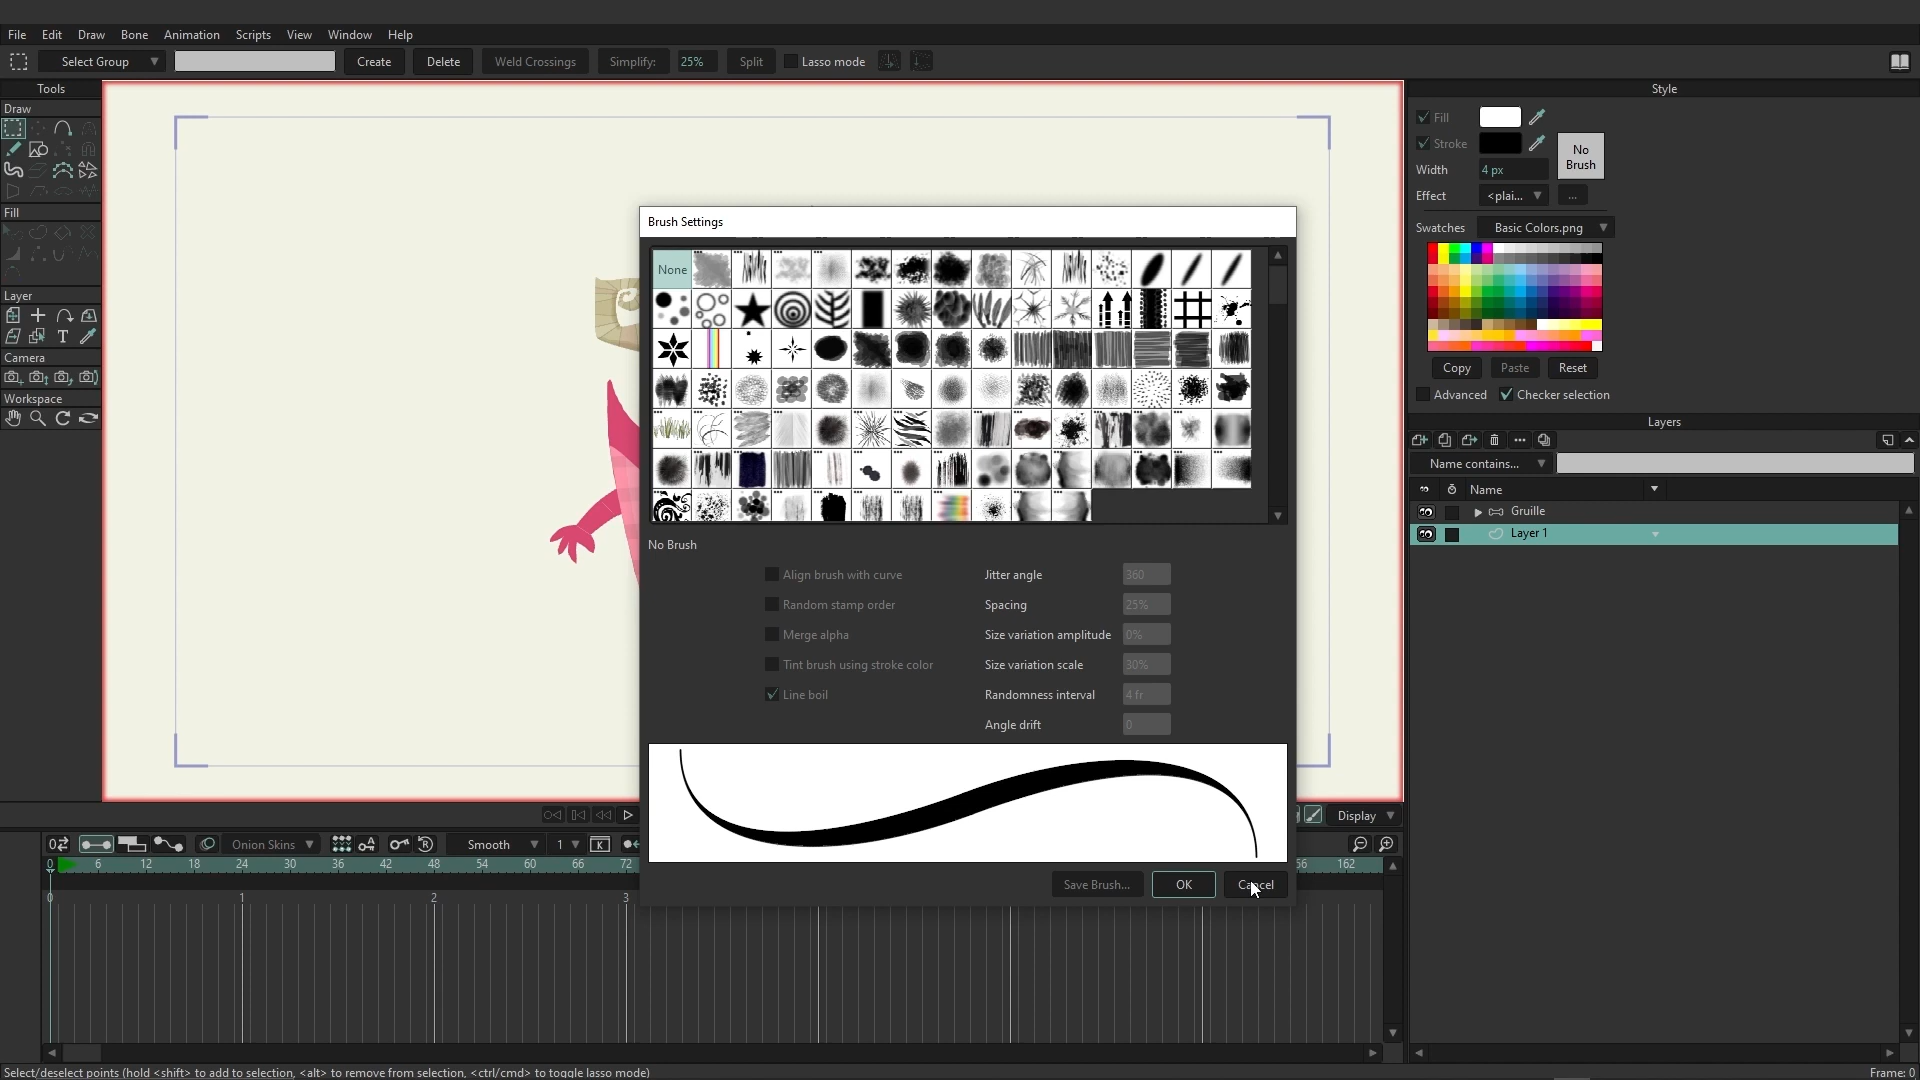 File Edit Draw Bone Animation Scripts View Window Help
Select Group Create Delete Weld Crossings Simplify: 25% Split Lasso mode
Tools
Draw
Fill
Layer
Camera
Workspace
Style
Fill
Stroke
No Brush
Width 4 px
Effect <plai... ...
Swatches Basic Colors.png
Copy Paste Reset
Advanced Checker selection
Layers
Name contains...
Name
Gruille
Layer 1
Brush Settings
None
No Brush
Align brush with curve Jitter angle 360
Random stamp order Spacing 25%
Merge alpha Size variation amplitude 0%
Tint brush using stroke color Size variation scale 30%
Line boil Randomness interval 4 fr
Angle drift 0
Save Brush... OK Cancel
Display
Onion Skins Smooth 1
0 6 12 18 24 30 36 42 48 54 60 66 72 56 162
0 1 2 3
Select/deselect points (hold <shift> to add to selection, <alt> to remove from selection, <ctrl/cmd> to toggle lasso mode)
Frame: 0